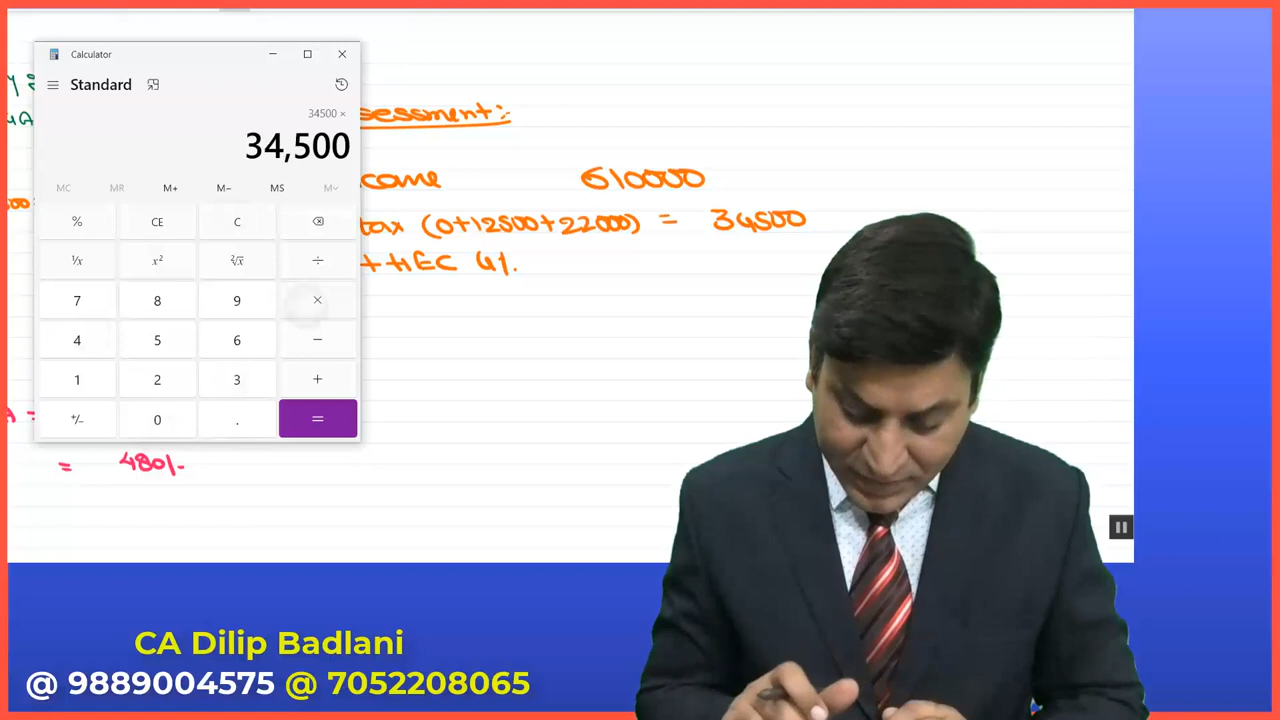 Calculator
Standard
34500 ×
34,500
MC MR M+ M− MS M˅
% CE C
¹/x x² ²√x ÷
7 8 9 ×
4 5 6 −
1 2 3 +
+/− 0 . =
sessment :-
come 610000
tax (0+12500+22000) = 34500
+ HEC 4%.
= 480/-
CA Dilip Badlani
@ 9889004575 @ 7052208065